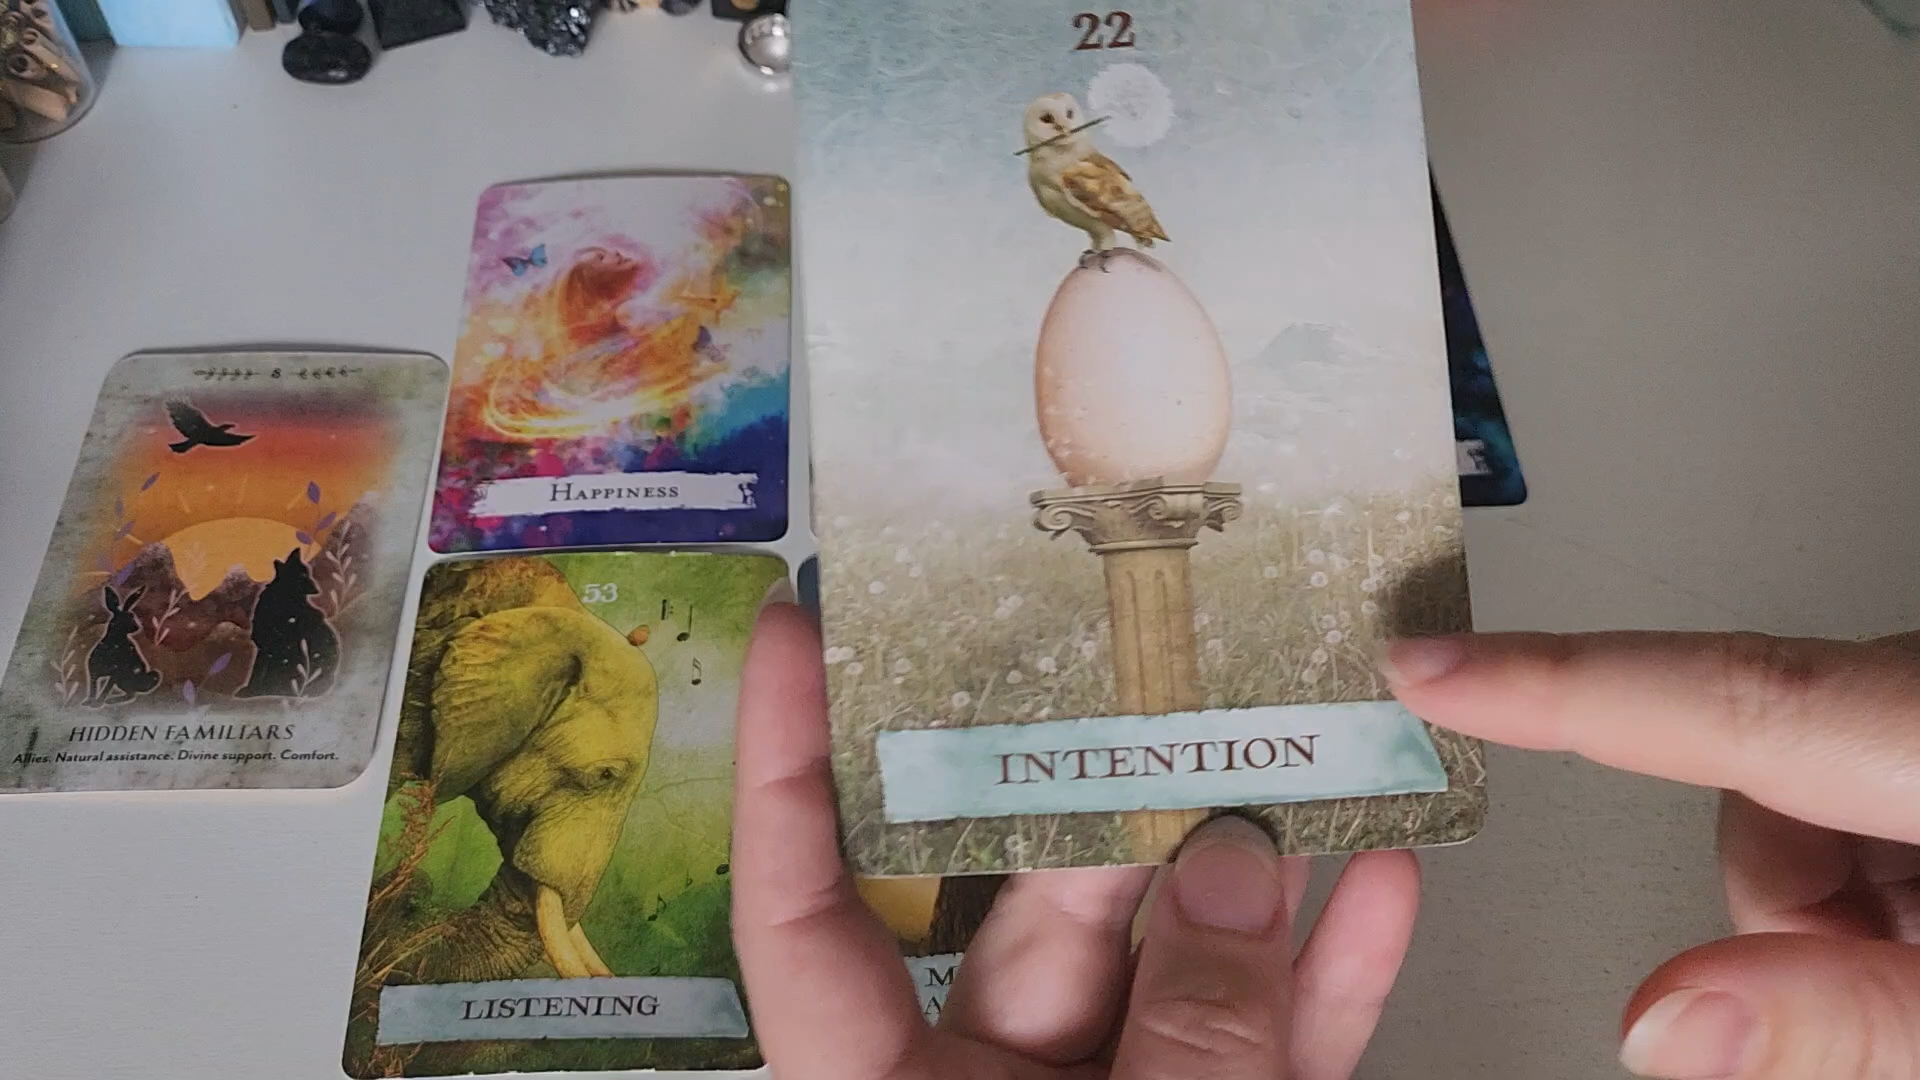 22
INTENTION
HAPPINESS
8
HIDDEN FAMILIARS
Allies. Natural assistance. Divine support. Comfort.
53
LISTENING
M
A